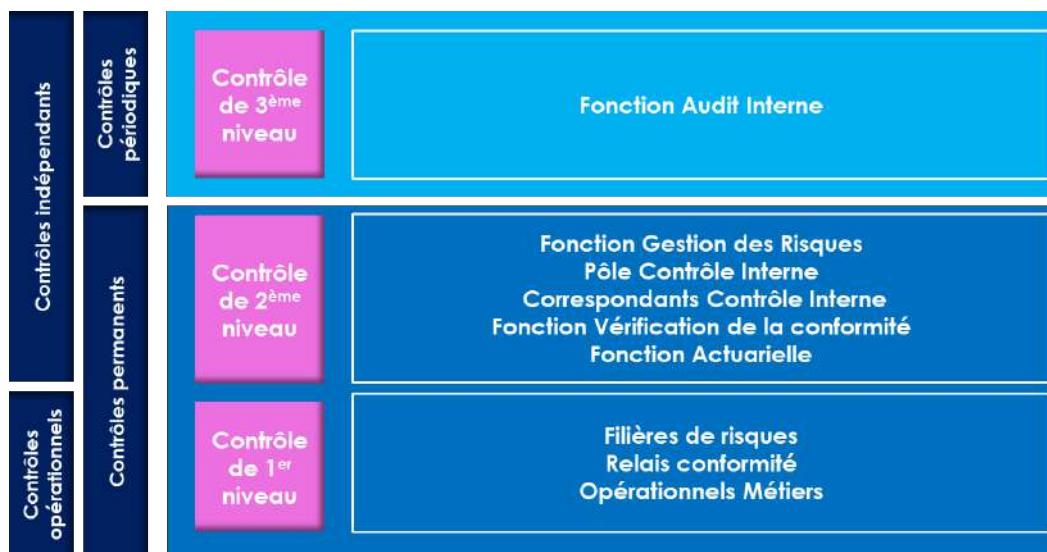 Contrôles indépendants
Contrôles
périodiques
Contrôle
de 3ème
niveau
Fonction Audit Interne
Contrôles permanents
Contrôle
de 2ème
niveau
Fonction Gestion des Risques
Pôle Contrôle Interne
Correspondants Contrôle Interne
Fonction Vérification de la conformité
Fonction Actuarielle
Contrôles
opérationnels
Contrôle
de 1er
niveau
Filières de risques
Relais conformité
Opérationnels Métiers